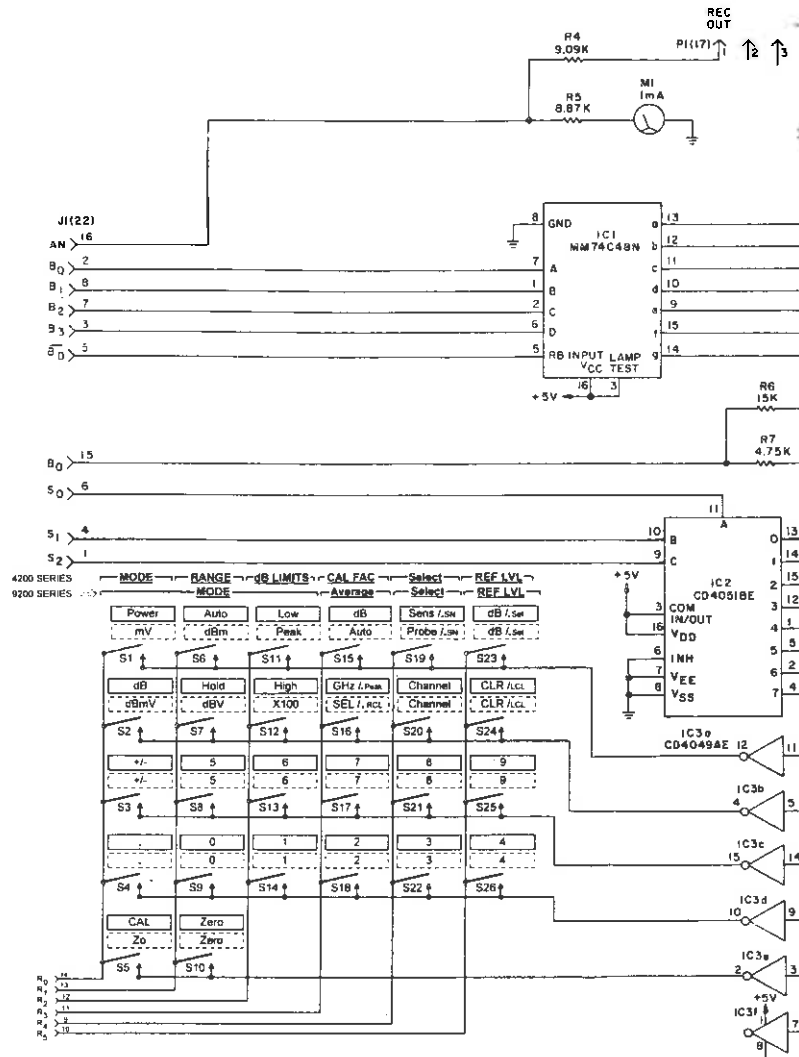 REC
OUT
R4
9.09K
P1(17)
1
2
3
R5
8.87K
M1
1mA
J1(22)
AN 16
B0 2
B1 8
B2 7
B3 3
B0 5
8 GND
IC1
MM74C48N
7 A
1 B
2 C
6 D
5 RB INPUT LAMP
VCC TEST
a 13
b 12
c 11
d 10
e 9
f 15
g 14
16 3
+5V
R6
15K
R7
4.75K
B0 15
S0 6
S1 4
S2 1
11
A
10 B
9 C
+5V
IC2
CD4051BE
3 COM
IN/OUT
16 VDD
6 INH
7 VEE
8 VSS
0 13
1 14
2 15
3 12
4 1
5 5
6 2
7 4
4200 SERIES MODE RANGE dB LIMITS CAL FAC Select REF LVL
9200 SERIES MODE Average Select REF LVL
Power Auto Low dB Sens /.SN dB /.Sel
mV dBm Peak Auto Probe /.SN dB /.Sel
S1 S6 S11 S15 S19 S23
dB Hold High GHz /.Peak Channel CLR /LCL
dBmV dBV X100 SEL /.RCL Channel CLR /LCL
S2 S7 S12 S16 S20 S24
+/- 5 6 7 8 9
+/- 5 6 7 8 9
S3 S8 S13 S17 S21 S25
. 0 1 2 3 4
. 0 1 2 3 4
S4 S9 S14 S18 S22 S26
CAL Zero
Zo Zero
S5 S10
IC3a
CD4049AE
12 11
IC3b
4 5
IC3c
15 14
IC3d
10 9
IC3e
2 3
+5V
IC3f
7
8
R0 14
R1 13
R2 12
R3 11
R4 9
R5 10